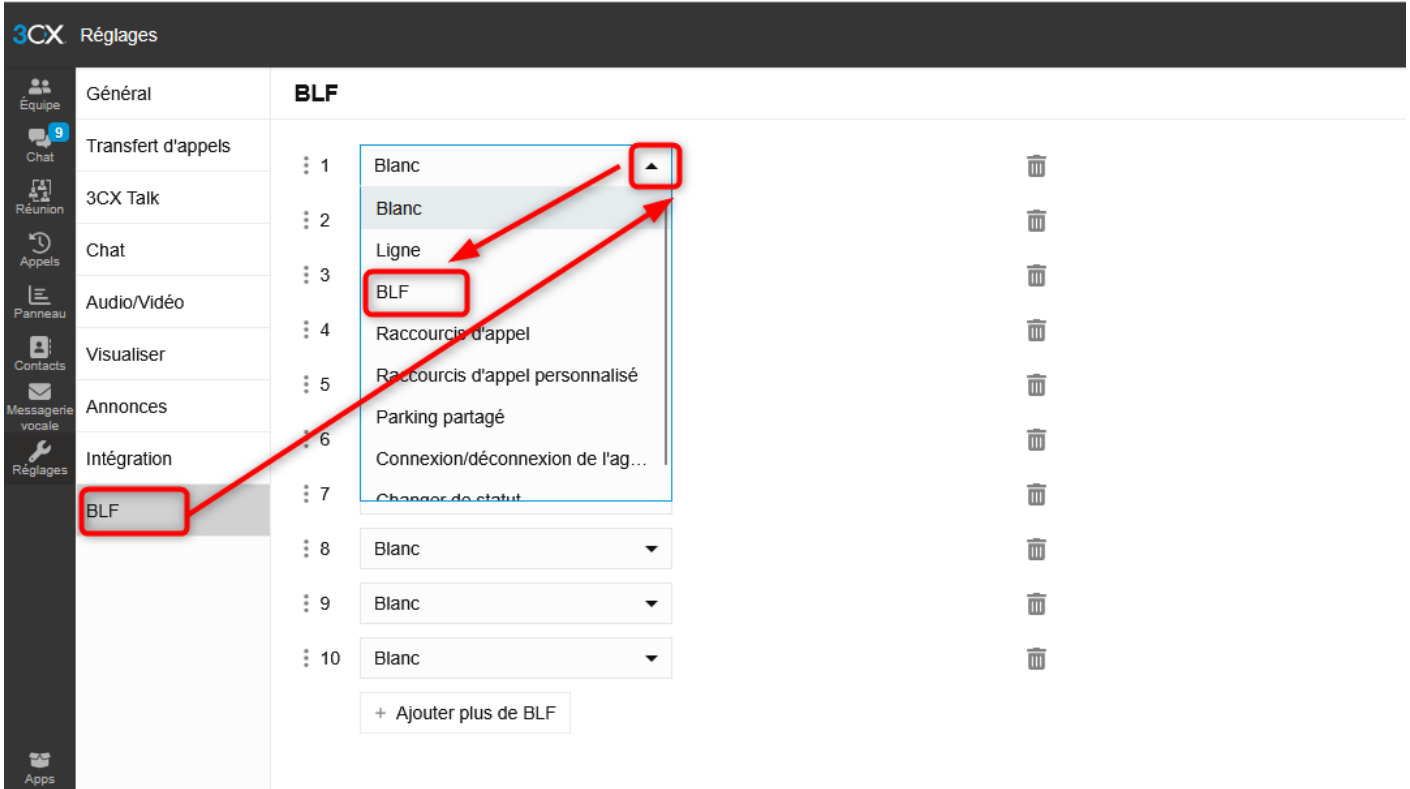 3CX. Réglages
Équipe
9
Chat
Réunion
Appels
Panneau
Contacts
Messagerie
vocale
Réglages
Apps
Général
Transfert d'appels
3CX Talk
Chat
Audio/Vidéo
Visualiser
Annonces
Intégration
BLF
BLF
1 Blanc
2
3
4
5
6
7
Blanc
Ligne
BLF
Raccourcis d'appel
Raccourcis d'appel personnalisé
Parking partagé
Connexion/déconnexion de l'ag...
Changer de statut
8 Blanc
9 Blanc
10 Blanc
+ Ajouter plus de BLF